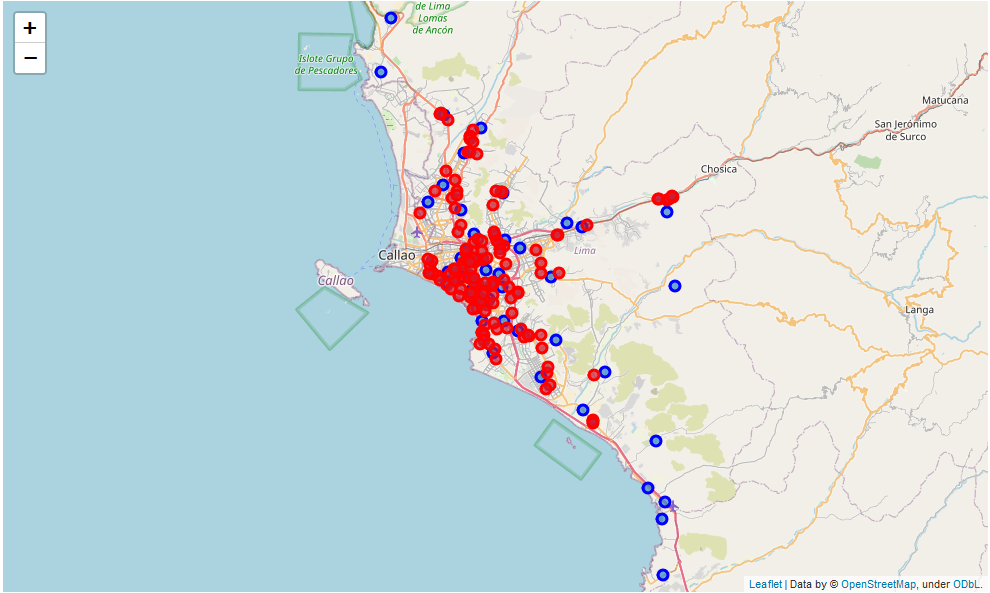 +
−
de Lima
Lomas
de Ancón
Islote Grupo
de Pescadores
Matucana
San Jerónimo
de Surco
Chosica
Lima
Callao
Callao
Langa
Leaflet | Data by © OpenStreetMap, under ODbL.